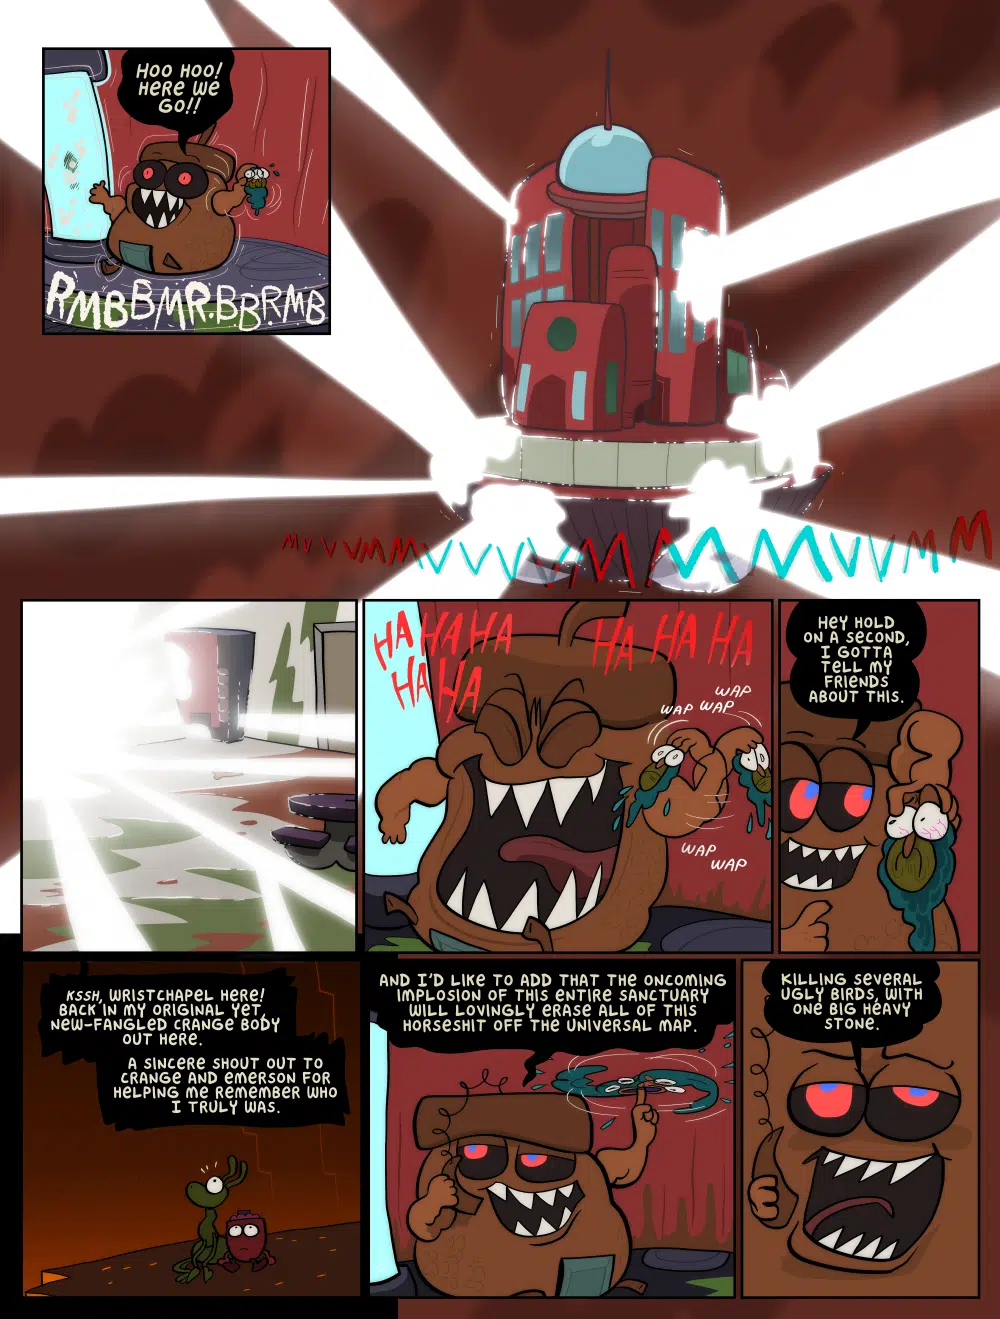 HOO HOO!
HERE WE
GO!!
RMBBMR.BB.RMB
MVVVMMVVVVVMMMMMVVMM
HA HA HA
HA HA
HA HA HA
WAP
WAP WAP
WAP
WAP
HEY HOLD
ON A SECOND,
I GOTTA
TELL MY
FRIENDS
ABOUT THIS.
KSSH, WRISTCHAPEL HERE!
BACK IN MY ORIGINAL YET,
NEW-FANGLED CRANGE BODY
OUT HERE.
A SINCERE SHOUT OUT TO
CRANGE AND EMERSON FOR
HELPING ME REMEMBER WHO
I TRULY WAS.
AND I'D LIKE TO ADD THAT THE ONCOMING
IMPLOSION OF THIS ENTIRE SANCTUARY
WILL LOVINGLY ERASE ALL OF THIS
HORSESHIT OFF THE UNIVERSAL MAP.
KILLING SEVERAL
UGLY BIRDS, WITH
ONE BIG HEAVY
STONE.